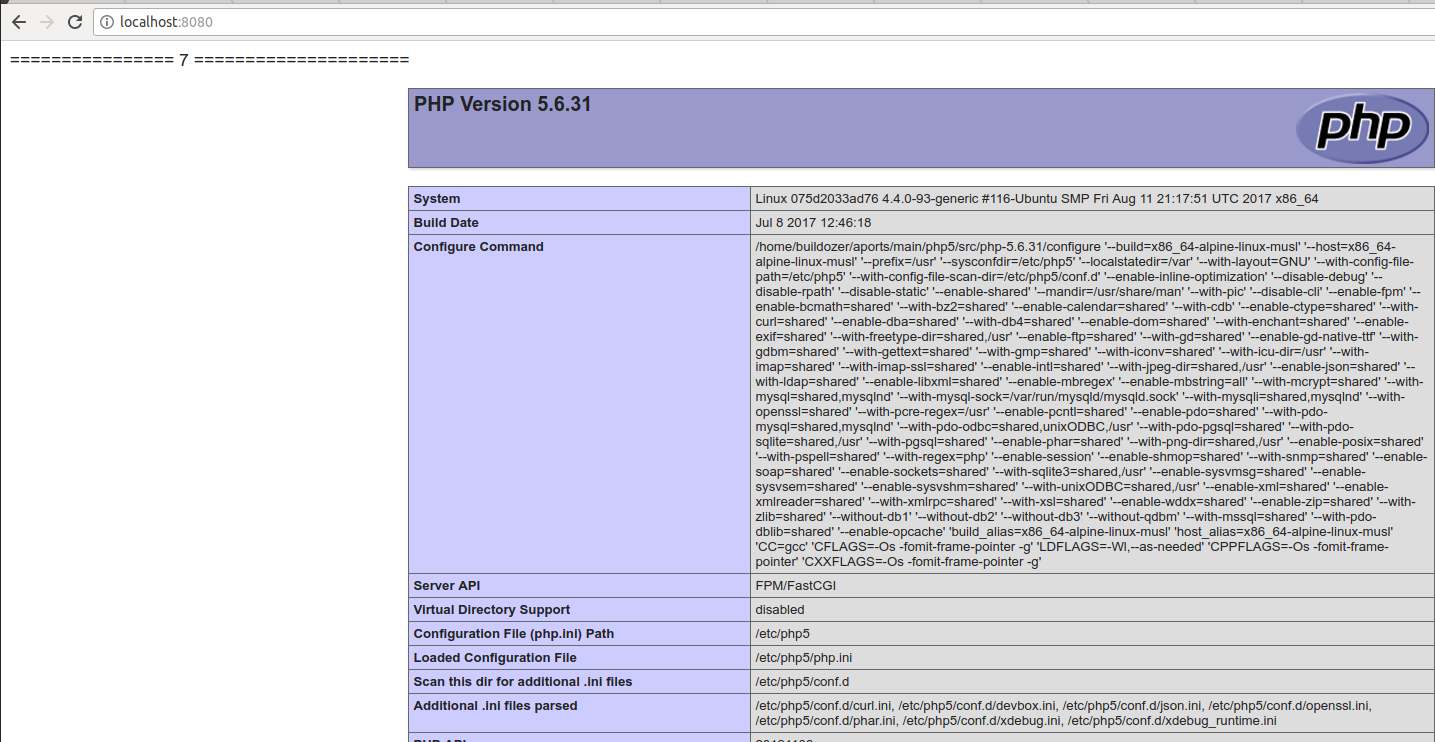 localhost:8080
================ 7 =====================
PHP Version 5.6.31
php
System Linux 075d2033ad76 4.4.0-93-generic #116-Ubuntu SMP Fri Aug 11 21:17:51 UTC 2017 x86_64
Build Date Jul 8 2017 12:46:18
Configure Command /home/buildozer/aports/main/php5/src/php-5.6.31/configure '--build=x86_64-alpine-linux-musl' '--host=x86_64-
alpine-linux-musl' '--prefix=/usr' '--sysconfdir=/etc/php5' '--localstatedir=/var' '--with-layout=GNU' '--with-config-file-
path=/etc/php5' '--with-config-file-scan-dir=/etc/php5/conf.d' '--enable-inline-optimization' '--disable-debug' '--
disable-rpath' '--disable-static' '--enable-shared' '--mandir=/usr/share/man' '--with-pic' '--disable-cli' '--enable-fpm' '--
enable-bcmath=shared' '--with-bz2=shared' '--enable-calendar=shared' '--with-cdb' '--enable-ctype=shared' '--with-
curl=shared' '--enable-dba=shared' '--with-db4=shared' '--enable-dom=shared' '--with-enchant=shared' '--enable-
exif=shared' '--with-freetype-dir=shared,/usr' '--enable-ftp=shared' '--with-gd=shared' '--enable-gd-native-ttf' '--with-
gdbm=shared' '--with-gettext=shared' '--with-gmp=shared' '--with-iconv=shared' '--with-icu-dir=/usr' '--with-
imap=shared' '--with-imap-ssl=shared' '--enable-intl=shared' '--with-jpeg-dir=shared,/usr' '--enable-json=shared' '--
with-ldap=shared' '--enable-libxml=shared' '--enable-mbregex' '--enable-mbstring=all' '--with-mcrypt=shared' '--with-
mysql=shared,mysqlnd' '--with-mysql-sock=/var/run/mysqld/mysqld.sock' '--with-mysqli=shared,mysqlnd' '--with-
openssl=shared' '--with-pcre-regex=/usr' '--enable-pcntl=shared' '--enable-pdo=shared' '--with-pdo-
mysql=shared,mysqlnd' '--with-pdo-odbc=shared,unixODBC,/usr' '--with-pdo-pgsql=shared' '--with-pdo-
sqlite=shared,/usr' '--with-pgsql=shared' '--enable-phar=shared' '--with-png-dir=shared,/usr' '--enable-posix=shared'
'--with-pspell=shared' '--with-regex=php' '--enable-session' '--enable-shmop=shared' '--with-snmp=shared' '--enable-
soap=shared' '--enable-sockets=shared' '--with-sqlite3=shared,/usr' '--enable-sysvmsg=shared' '--enable-
sysvsem=shared' '--enable-sysvshm=shared' '--with-unixODBC=shared,/usr' '--enable-xml=shared' '--enable-
xmlreader=shared' '--with-xmlrpc=shared' '--with-xsl=shared' '--enable-wddx=shared' '--enable-zip=shared' '--with-
zlib=shared' '--without-db1' '--without-db2' '--without-db3' '--without-qdbm' '--with-mssql=shared' '--with-pdo-
dblib=shared' '--enable-opcache' 'build_alias=x86_64-alpine-linux-musl' 'host_alias=x86_64-alpine-linux-musl'
'CC=gcc' 'CFLAGS=-Os -fomit-frame-pointer -g' 'LDFLAGS=-Wl,--as-needed' 'CPPFLAGS=-Os -fomit-frame-
pointer' 'CXXFLAGS=-Os -fomit-frame-pointer -g'
Server API FPM/FastCGI
Virtual Directory Support disabled
Configuration File (php.ini) Path /etc/php5
Loaded Configuration File /etc/php5/php.ini
Scan this dir for additional .ini files /etc/php5/conf.d
Additional .ini files parsed /etc/php5/conf.d/curl.ini, /etc/php5/conf.d/devbox.ini, /etc/php5/conf.d/json.ini, /etc/php5/conf.d/openssl.ini,
/etc/php5/conf.d/phar.ini, /etc/php5/conf.d/xdebug.ini, /etc/php5/conf.d/xdebug_runtime.ini